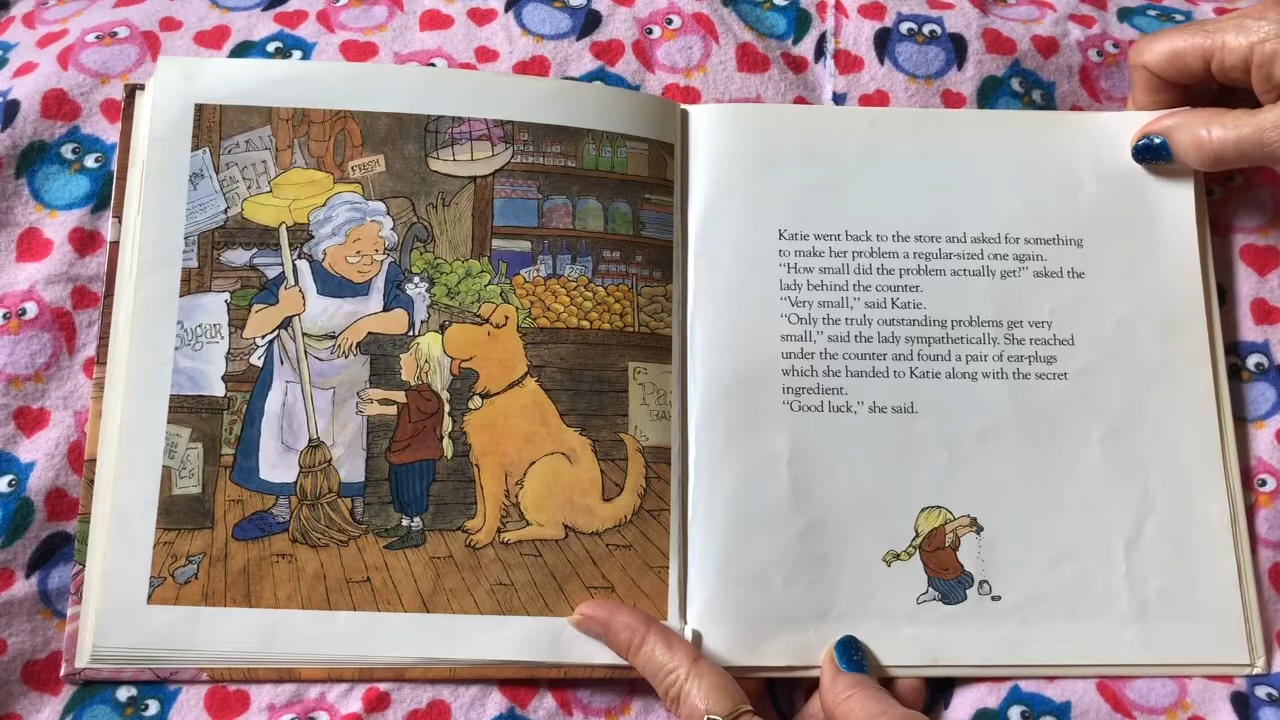 FRESH
Sugar
Katie went back to the store and asked for something
to make her problem a regular-sized one again.
“How small did the problem actually get?” asked the
lady behind the counter.
“Very small,” said Katie.
“Only the truly outstanding problems get very
small,” said the lady sympathetically. She reached
under the counter and found a pair of ear-plugs
which she handed to Katie along with the secret
ingredient.
“Good luck,” she said.